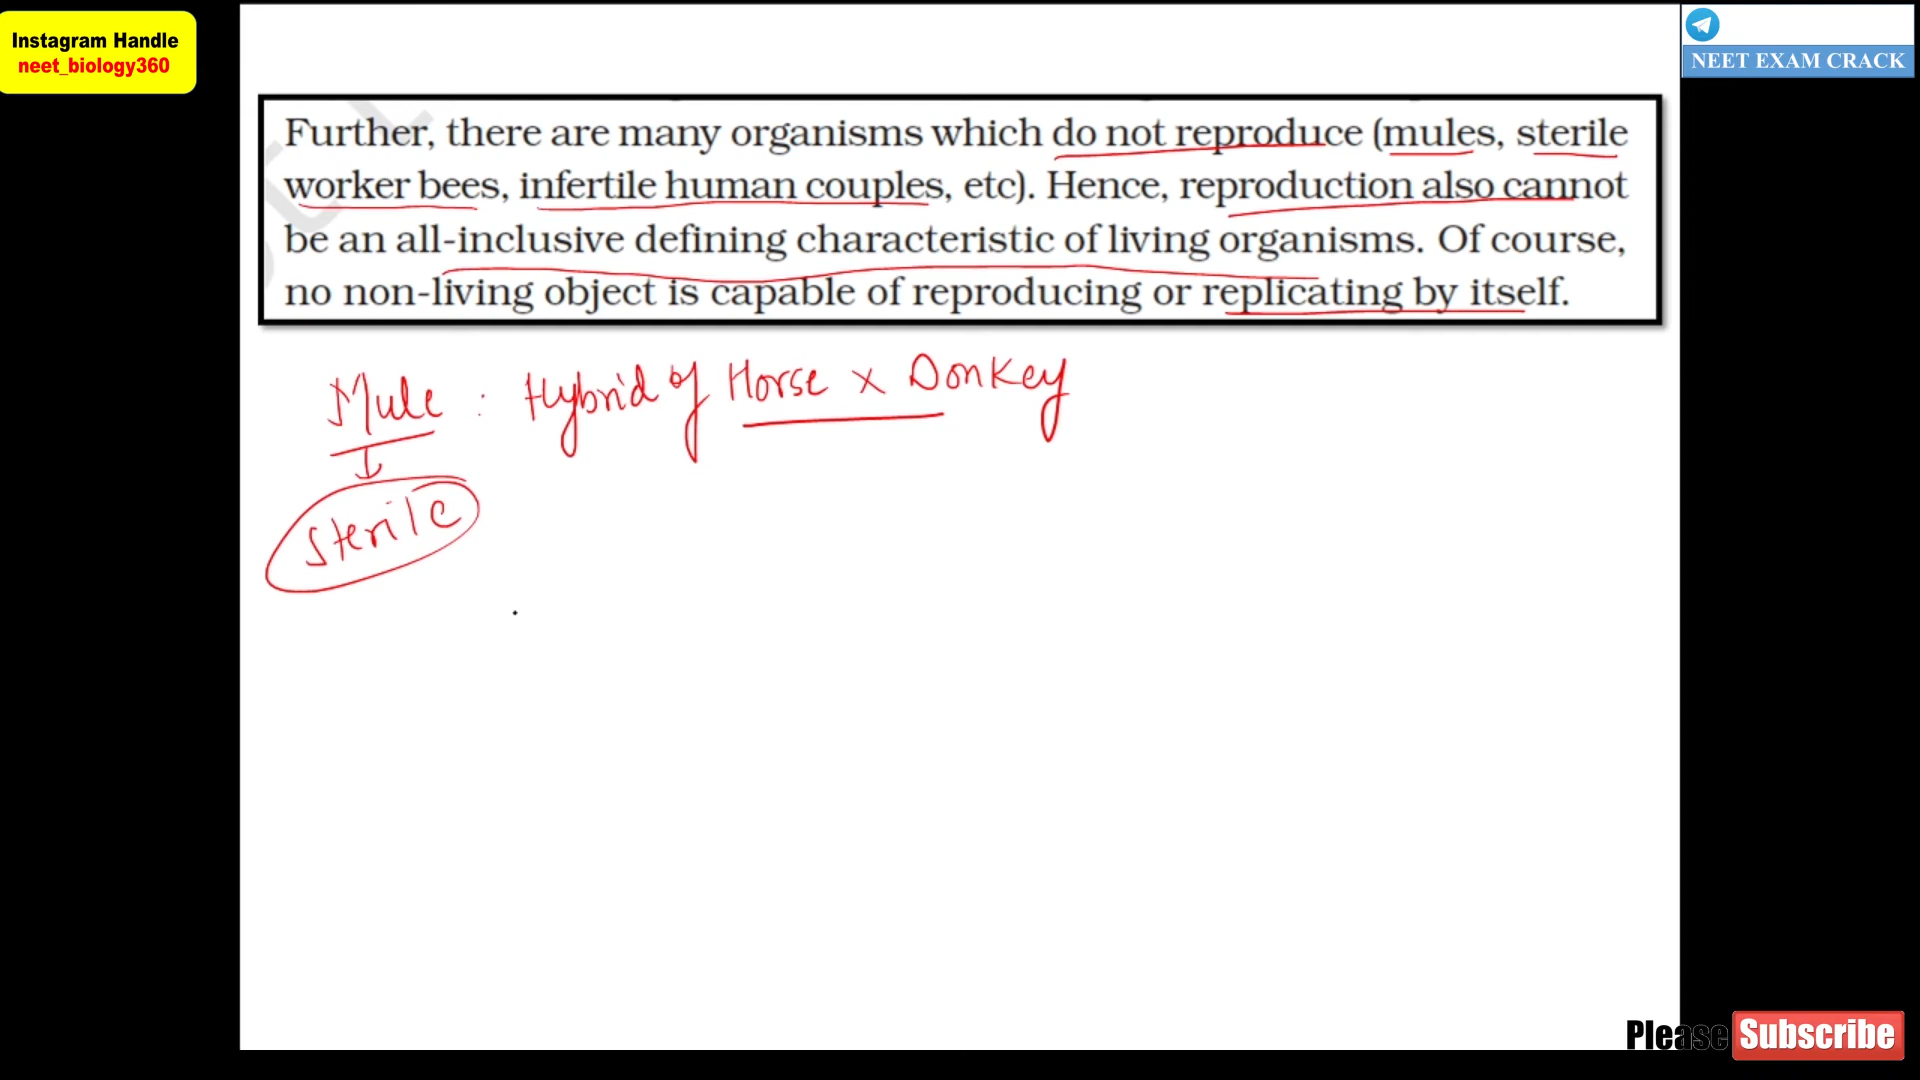 Instagram Handle
neet_biology360
NEET EXAM CRACK
Further, there are many organisms which do not reproduce (mules, sterile
worker bees, infertile human couples, etc). Hence, reproduction also cannot
be an all-inclusive defining characteristic of living organisms. Of course,
no non-living object is capable of reproducing or replicating by itself.
Mule : Hybrid of Horse x Donkey
Sterile
Please Subscribe